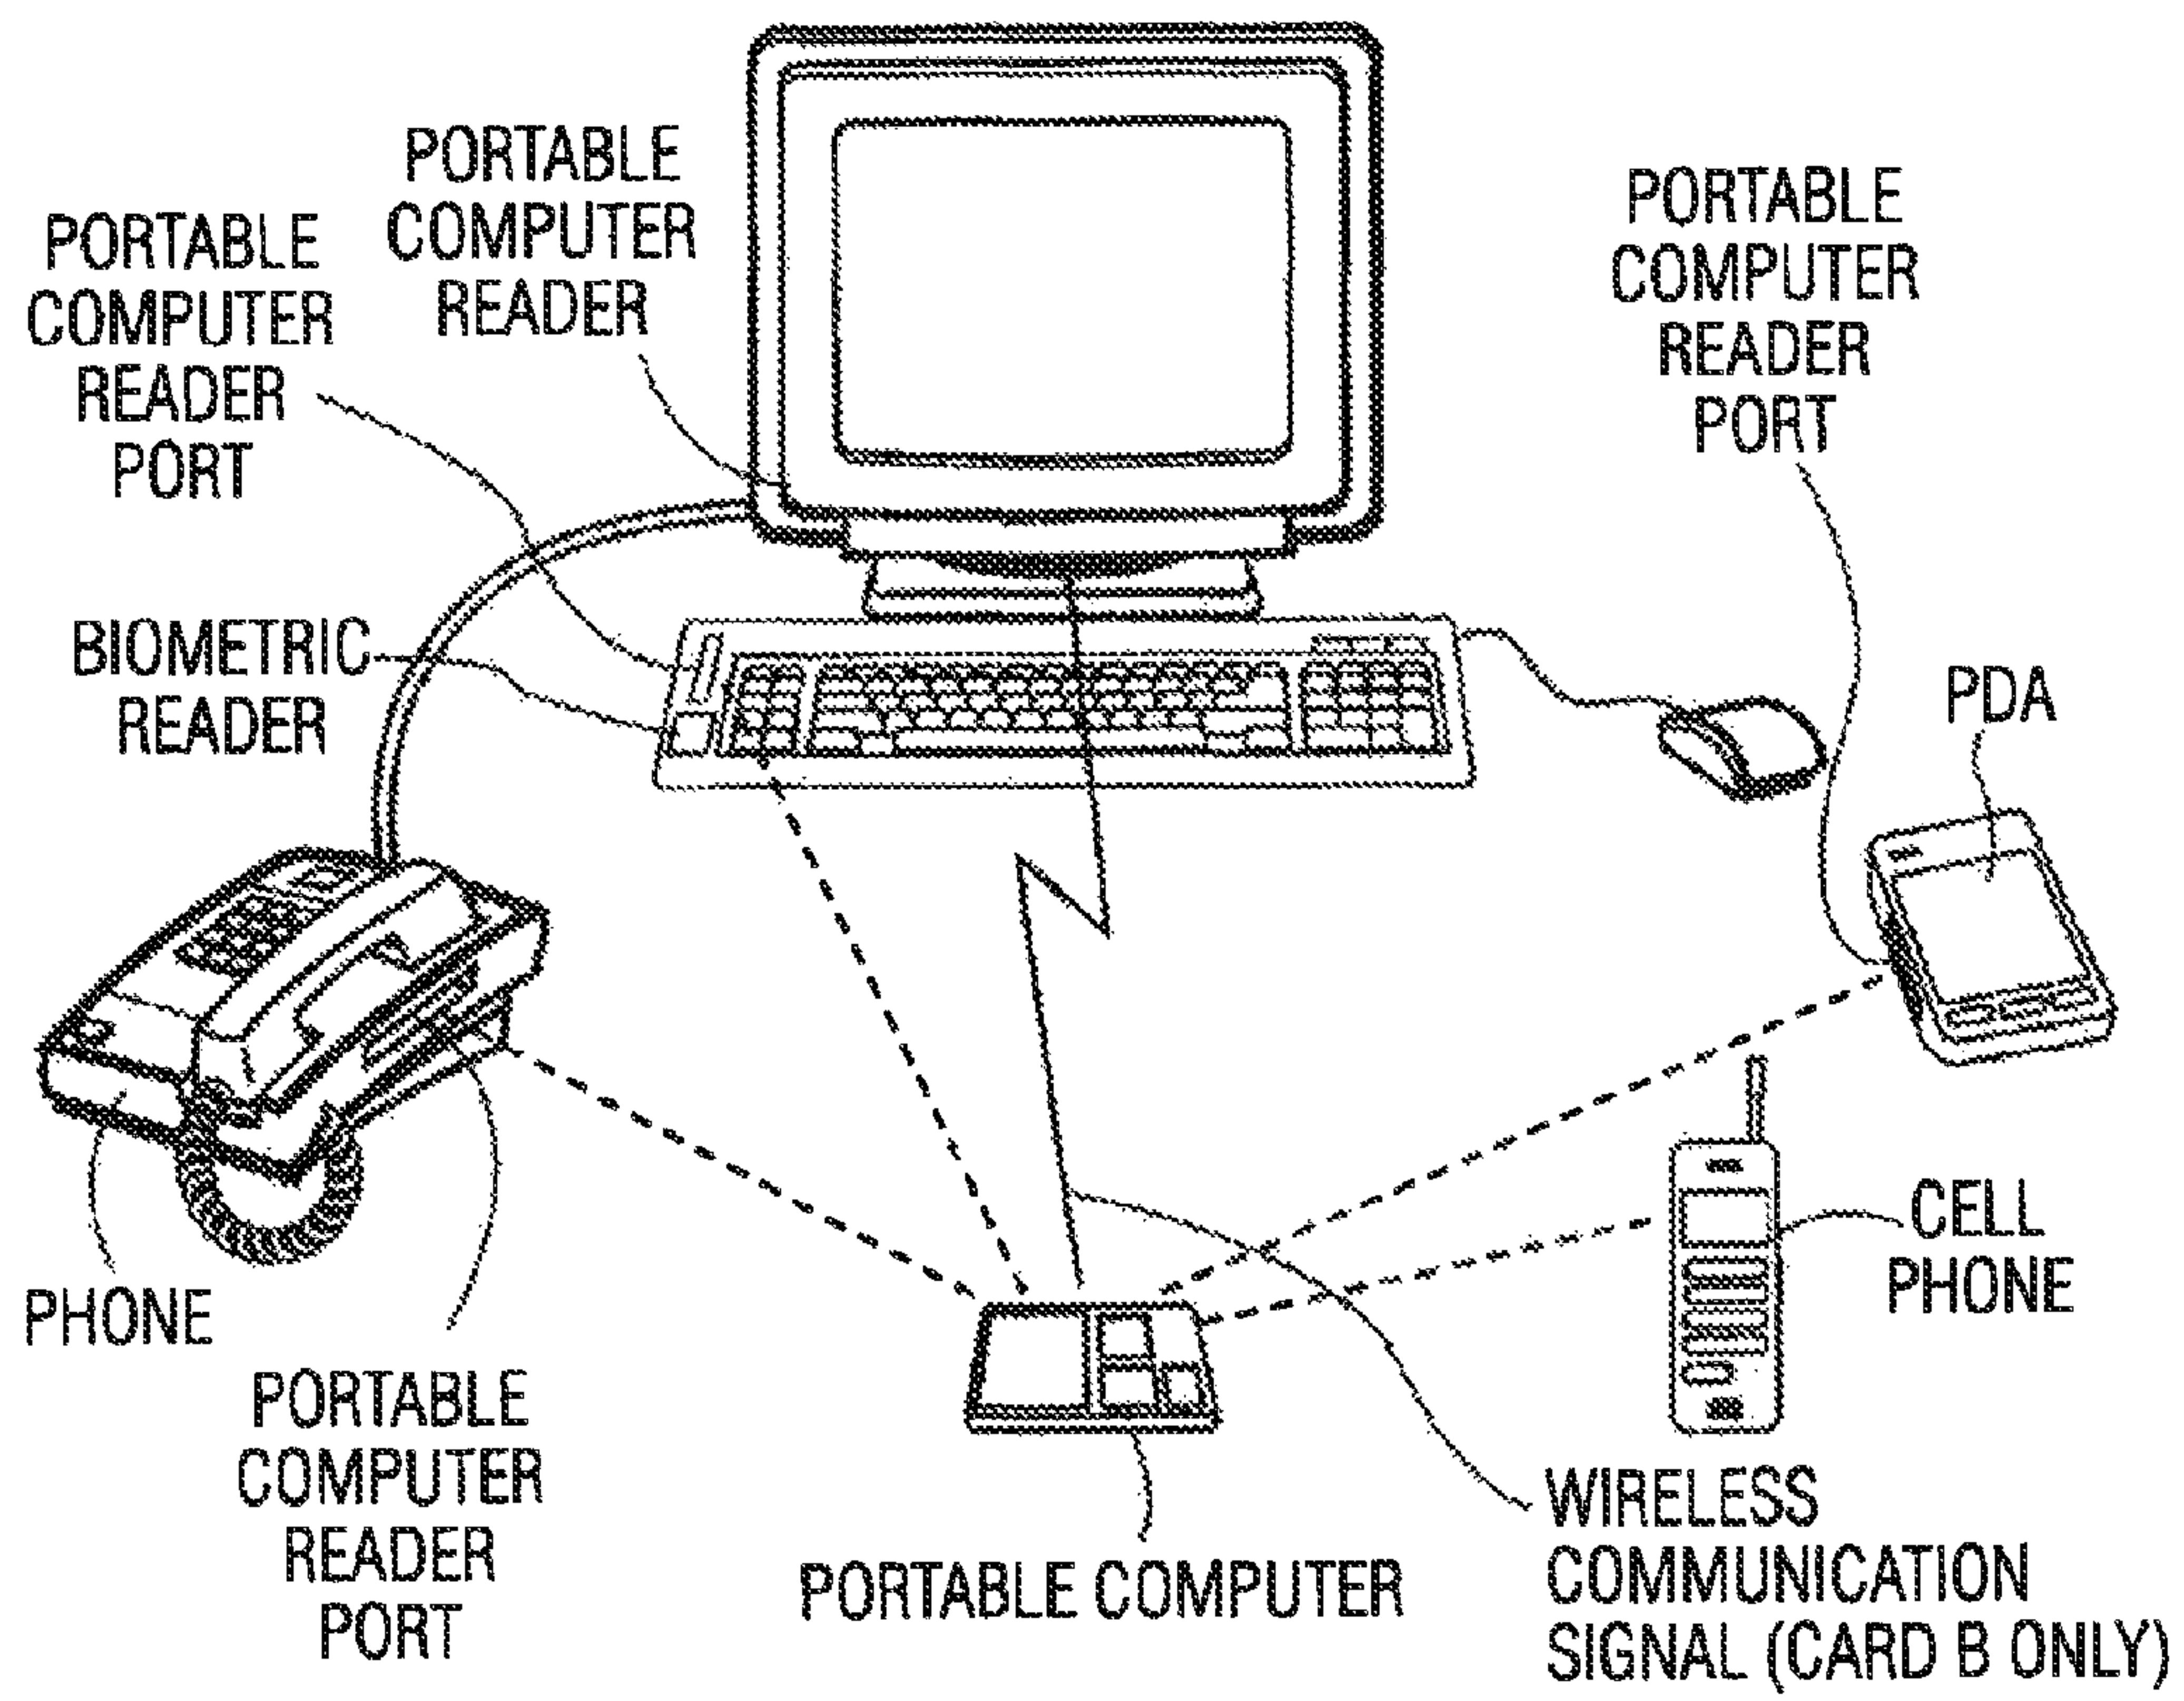 PORTABLE
COMPUTER
READER
PORTABLE
COMPUTER
READER
PORT
PORTABLE
COMPUTER
READER
PORT
BIOMETRIC
READER
PDA
CELL
PHONE
PHONE
PORTABLE
COMPUTER
READER
PORT
PORTABLE COMPUTER
WIRELESS
COMMUNICATION
SIGNAL (CARD B ONLY)